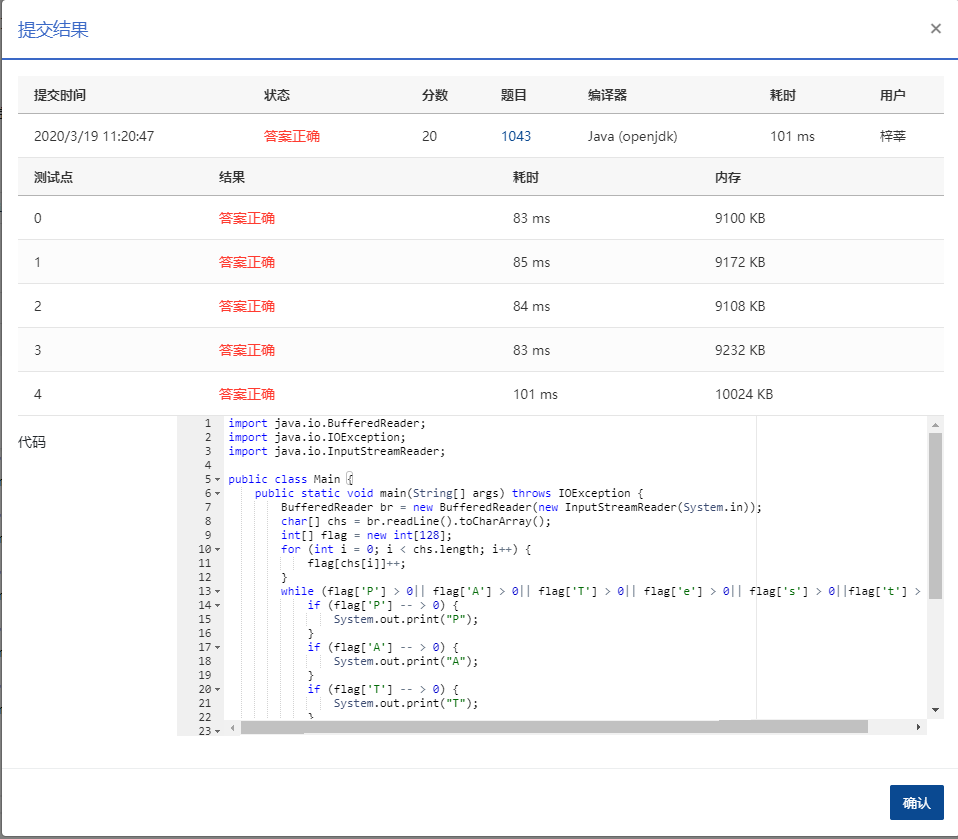 提交结果
×
提交时间 状态 分数 题目 编译器 耗时 用户
2020/3/19 11:20:47 答案正确 20 1043 Java (openjdk) 101 ms 梓莘
测试点 结果 耗时 内存
0 答案正确 83 ms 9100 KB
1 答案正确 85 ms 9172 KB
2 答案正确 84 ms 9108 KB
3 答案正确 83 ms 9232 KB
4 答案正确 101 ms 10024 KB
代码
1 import java.io.BufferedReader;
2 import java.io.IOException;
3 import java.io.InputStreamReader;
4
5 public class Main {
6 public static void main(String[] args) throws IOException {
7 BufferedReader br = new BufferedReader(new InputStreamReader(System.in));
8 char[] chs = br.readLine().toCharArray();
9 int[] flag = new int[128];
10 for (int i = 0; i < chs.length; i++) {
11 flag[chs[i]]++;
12 }
13 while (flag['P'] > 0|| flag['A'] > 0|| flag['T'] > 0|| flag['e'] > 0|| flag['s'] > 0||flag['t'] >
14 if (flag['P'] -- > 0) {
15 System.out.print("P");
16 }
17 if (flag['A'] -- > 0) {
18 System.out.print("A");
19 }
20 if (flag['T'] -- > 0) {
21 System.out.print("T");
22 }
23
确认